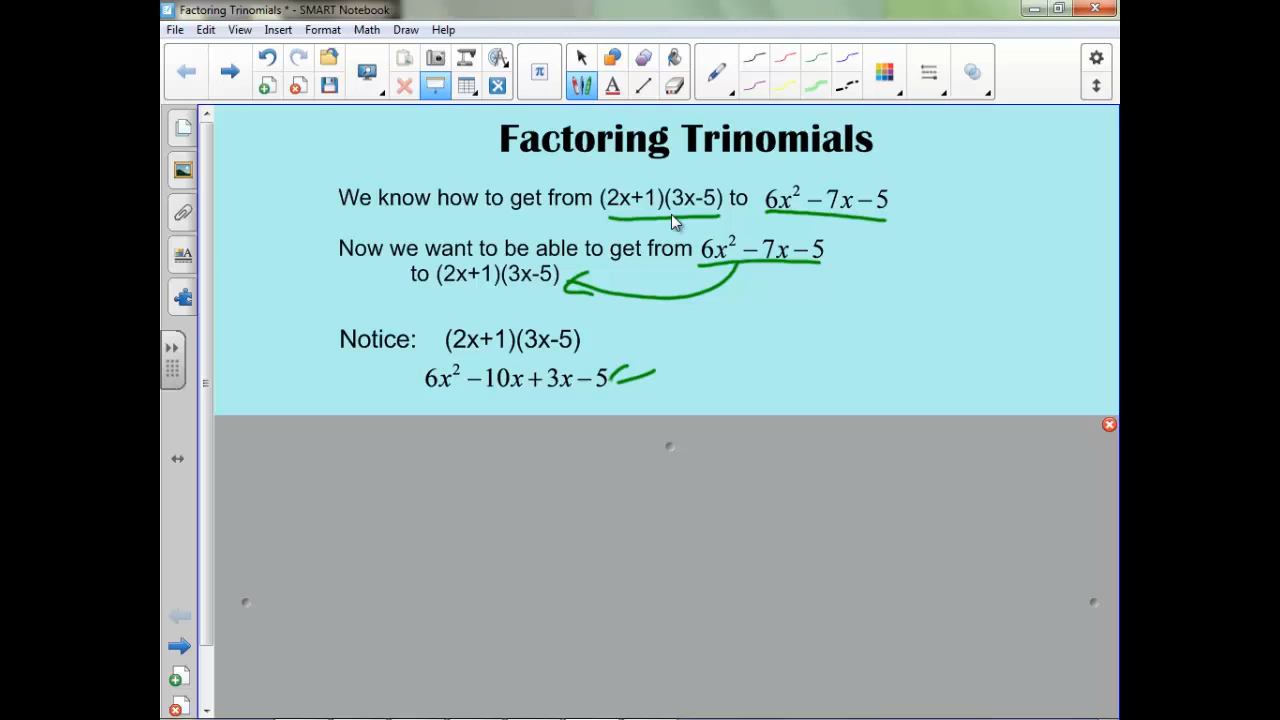 Factoring Trinomials * - SMART Notebook
File Edit View Insert Format Math Draw Help
π
A
Factoring Trinomials
We know how to get from (2x+1)(3x-5) to 6x² − 7x − 5
Now we want to be able to get from 6x² − 7x − 5
to (2x+1)(3x-5)
Notice: (2x+1)(3x-5)
6x² − 10x + 3x − 5